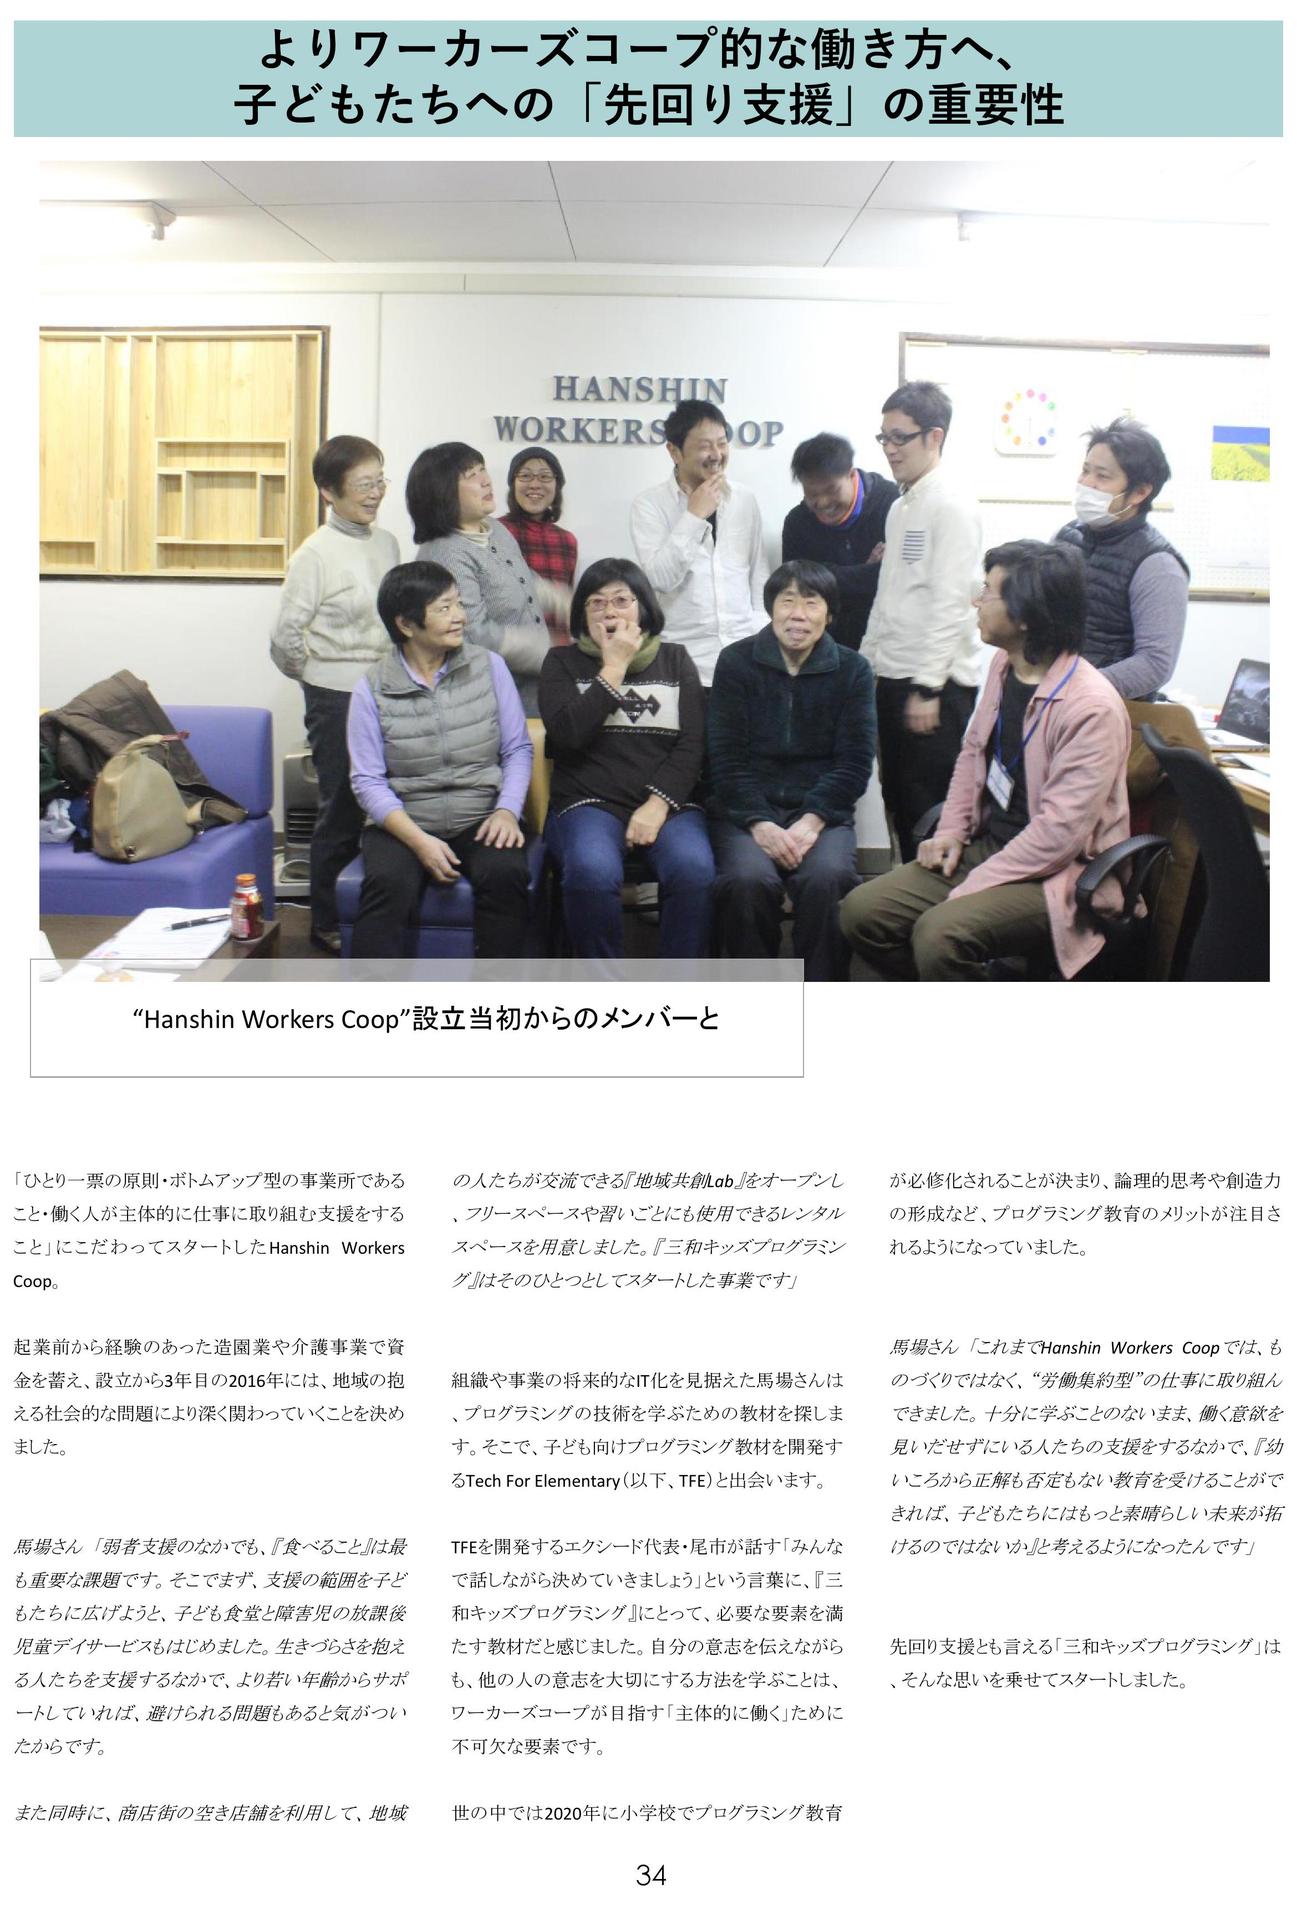 よりワーカーズコープ的な働き方へ、
子どもたちへの「先回り支援」の重要性
HANSHIN
WORKERS OOP
“Hanshin Workers Coop”設立当初からのメンバーと
「ひとり一票の原則・ボトムアップ型の事業所である
こと・働く人が主体的に仕事に取り組む支援をする
こと」にこだわってスタートしたHanshin Workers
Coop。
起業前から経験のあった造園業や介護事業で資
金を蓄え、設立から3年目の2016年には、地域の抱
える社会的な問題により深く関わっていくことを決め
ました。
馬場さん 「弱者支援のなかでも、『食べること』は最
も重要な課題です。そこでまず、支援の範囲を子ど
もたちに広げようと、子ども食堂と障害児の放課後
児童デイサービスもはじめました。生きづらさを抱え
る人たちを支援するなかで、より若い年齢からサポ
ートしていれば、避けられる問題もあると気がつい
たからです。
また同時に、商店街の空き店舗を利用して、地域
の人たちが交流できる『地域共創Lab』をオープンし
、フリースペースや習いごとにも使用できるレンタル
スペースを用意しました。『三和キッズプログラミン
グ』はそのひとつとしてスタートした事業です」
組織や事業の将来的なIT化を見据えた馬場さんは
、プログラミングの技術を学ぶための教材を探しま
す。そこで、子ども向けプログラミング教材を開発す
るTech For Elementary（以下、TFE）と出会います。
TFEを開発するエクシード代表・尾市が話す「みんな
で話しながら決めていきましょう」という言葉に、『三
和キッズプログラミング』にとって、必要な要素を満
たす教材だと感じました。自分の意志を伝えながら
も、他の人の意志を大切にする方法を学ぶことは、
ワーカーズコープが目指す「主体的に働く」ために
不可欠な要素です。
世の中では2020年に小学校でプログラミング教育
が必修化されることが決まり、論理的思考や創造力
の形成など、プログラミング教育のメリットが注目さ
れるようになっていました。
馬場さん 「これまでHanshin Workers Coopでは、も
のづくりではなく、“労働集約型”の仕事に取り組ん
できました。十分に学ぶことのないまま、働く意欲を
見いだせずにいる人たちの支援をするなかで、『幼
いころから正解も否定もない教育を受けることがで
きれば、子どもたちにはもっと素晴らしい未来が拓
けるのではないか』と考えるようになったんです」
先回り支援とも言える「三和キッズプログラミング」は
、そんな思いを乗せてスタートしました。
34